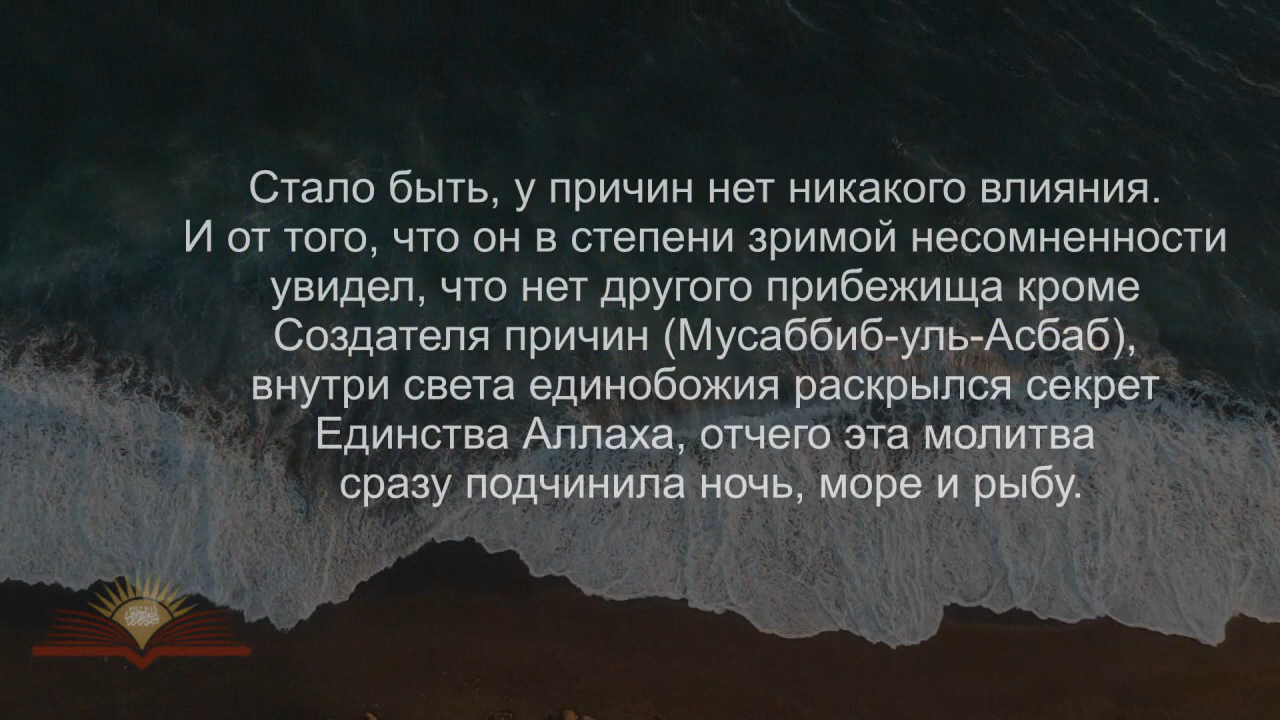 Стало быть, у причин нет никакого влияния.
И от того, что он в степени зримой несомненности
увидел, что нет другого прибежища кроме
Создателя причин (Мусаббиб-уль-Асбаб),
внутри света единобожия раскрылся секрет
Единства Аллаха, отчего эта молитва
сразу подчинила ночь, море и рыбу.